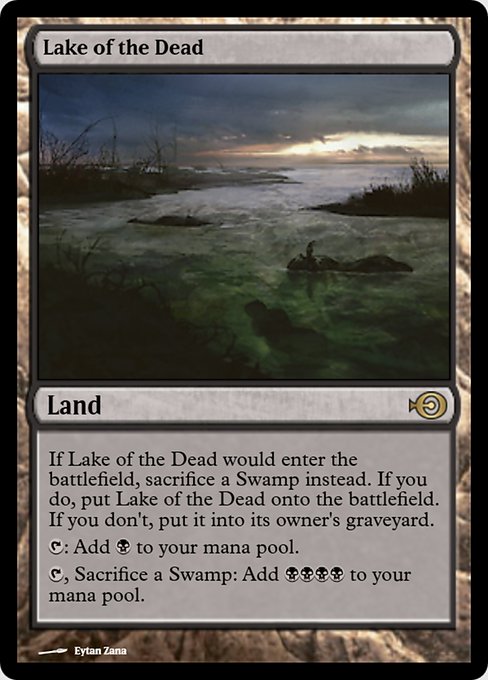 Lake of the Dead
Land
If Lake of the Dead would enter the
battlefield, sacrifice a Swamp instead. If you
do, put Lake of the Dead onto the battlefield.
If you don't, put it into its owner's graveyard.
: Add to your mana pool.
, Sacrifice a Swamp: Add to your
mana pool.
Eytan Zana